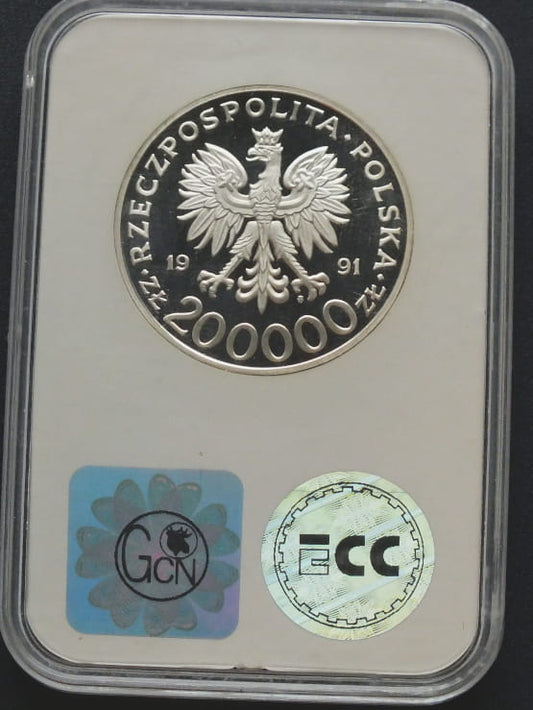 · RZECZPOSPOLITA · POLSKA ·
19 91
ZŁ 200000 ZŁ
GCN
ECC